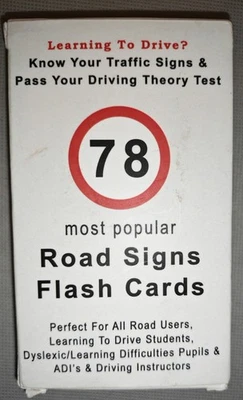 Learning To Drive?
Know Your Traffic Signs &
Pass Your Driving Theory Test
78
most popular
Road Signs
Flash Cards
Perfect For All Road Users,
Learning To Drive Students,
Dyslexic/Learning Difficulties Pupils &
ADI's & Driving Instructors